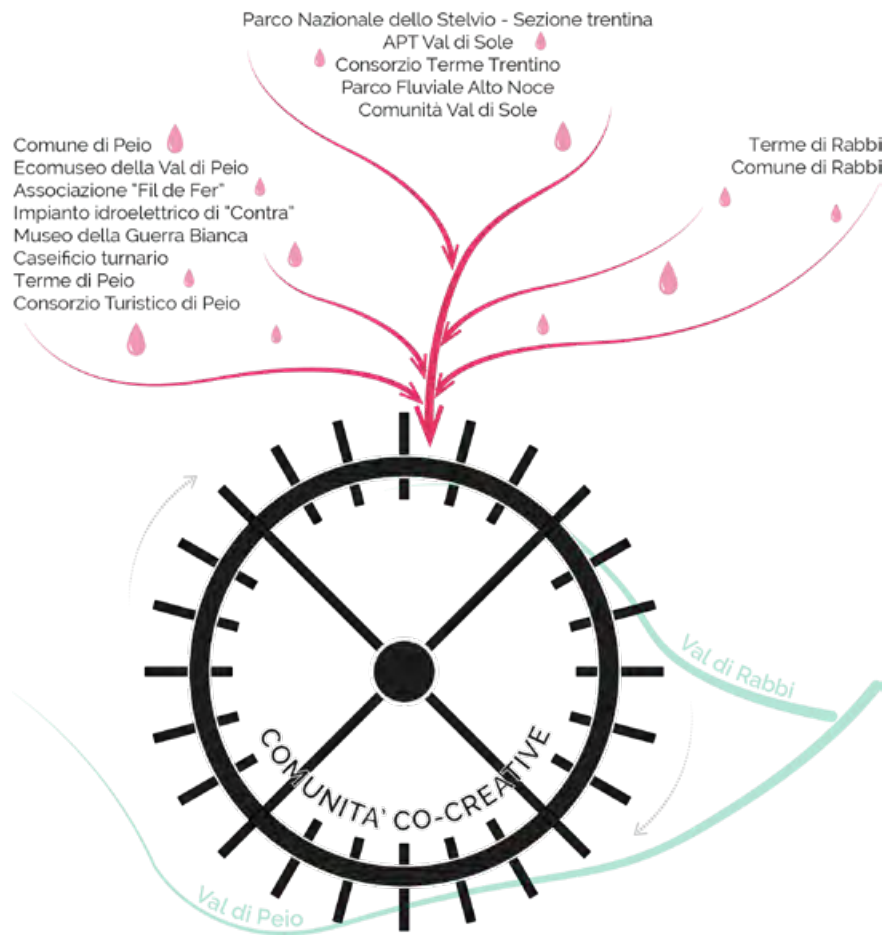 Parco Nazionale dello Stelvio - Sezione trentina
APT Val di Sole
Consorzio Terme Trentino
Parco Fluviale Alto Noce
Comunità Val di Sole
Comune di Peio
Ecomuseo della Val di Peio
Associazione "Fil de Fer"
Impianto idroelettrico di "Contra"
Museo della Guerra Bianca
Caseificio turnario
Terme di Peio
Consorzio Turistico di Peio
Terme di Rabbi
Comune di Rabbi
Val di Rabbi
COMUNITA' CO-CREATIVE
Val di Peio